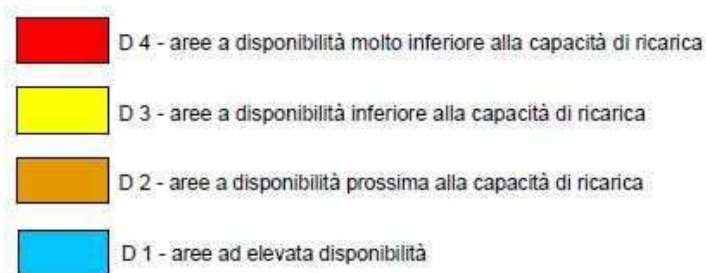 D 4 - aree a disponibilità molto inferiore alla capacità di ricarica
D 3 - aree a disponibilità inferiore alla capacità di ricarica
D 2 - aree a disponibilità prossima alla capacità di ricarica
D 1 - aree ad elevata disponibilità